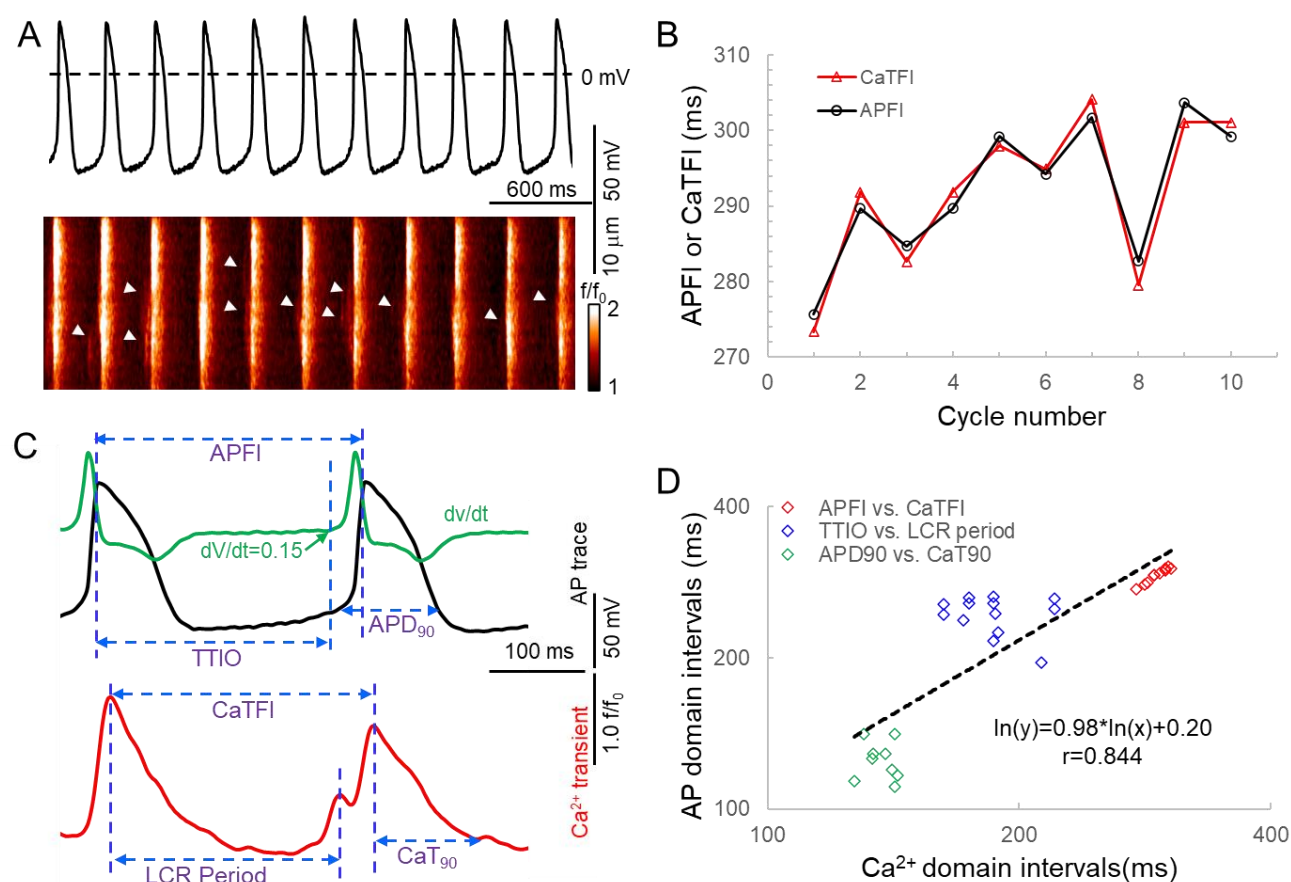 A
0 mV
50 mV
600 ms
10 μm
f/f0
2
1
B
310
300
290
280
270
APFI or CaTFI (ms)
CaTFI
APFI
0
2
4
6
8
10
Cycle number
C
APFI
dv/dt
dV/dt=0.15
AP trace
APD90
TTIO
50 mV
100 ms
CaTFI
1.0 f/f0
Ca2+ transient
CaT90
LCR Period
D
400
200
100
AP domain intervals (ms)
APFI vs. CaTFI
TTIO vs. LCR period
APD90 vs. CaT90
ln(y)=0.98*ln(x)+0.20
r=0.844
100
200
400
Ca2+ domain intervals(ms)